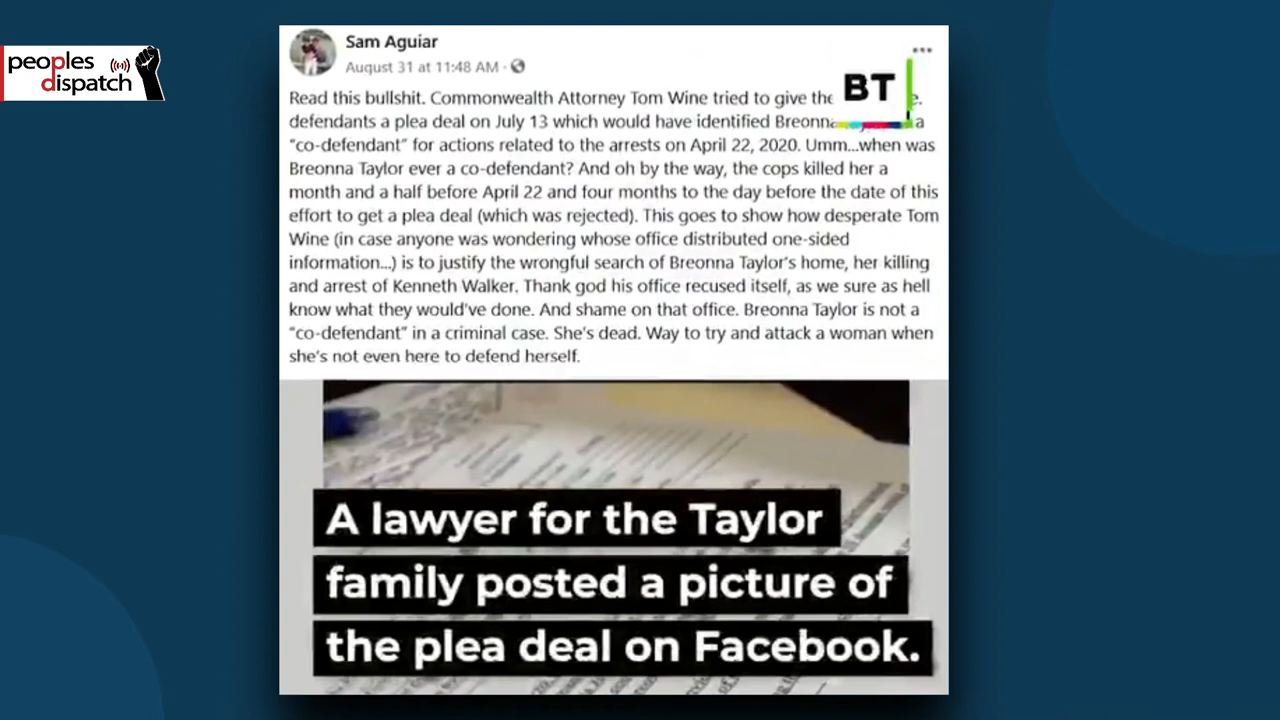 peoples
dispatch
Sam Aguiar
August 31 at 11:48 AM ·
Read this bullshit. Commonwealth Attorney Tom Wine tried to give the
BT
defendants a plea deal on July 13 which would have identified Breonna a
"co-defendant" for actions related to the arrests on April 22, 2020. Umm...when was
Breonna Taylor ever a co-defendant? And oh by the way, the cops killed her a
month and a half before April 22 and four months to the day before the date of this
effort to get a plea deal (which was rejected). This goes to show how desperate Tom
Wine (in case anyone was wondering whose office distributed one-sided
information...) is to justify the wrongful search of Breonna Taylor's home, her killing
and arrest of Kenneth Walker. Thank god his office recused itself, as we sure as hell
know what they would've done. And shame on that office. Breonna Taylor is not a
"co-defendant" in a criminal case. She's dead. Way to try and attack a woman when
she's not even here to defend herself.
A lawyer for the Taylor
family posted a picture of
the plea deal on Facebook.